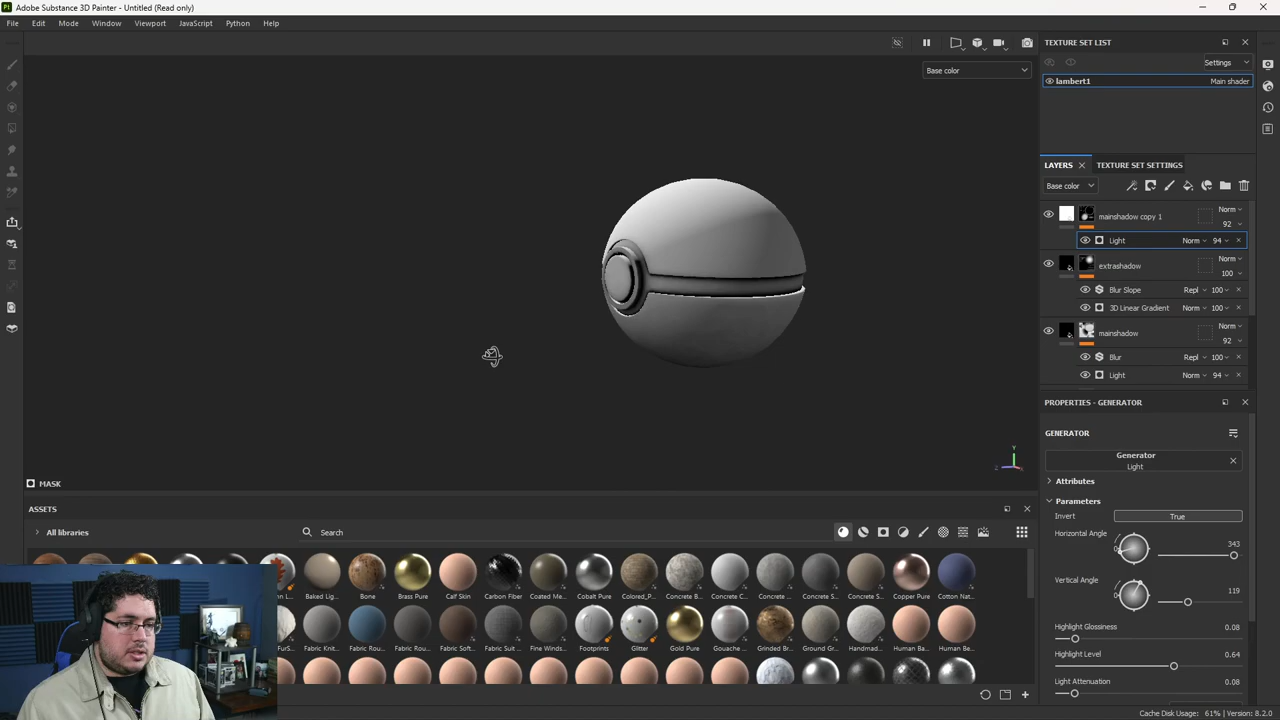 Adobe Substance 3D Painter - Untitled (Read only)
File Edit Mode Window Viewport JavaScript Python Help
TEXTURE SET LIST
Settings
lambert1 Main shader
Base color
LAYERS TEXTURE SET SETTINGS
Base color
mainshadow copy 1 Norm 92
Light Norm 94
extrashadow Norm 100
Blur Slope Repl 100
3D Linear Gradient Norm 100
mainshadow Norm 92
Blur Repl 100
Light Norm 94
PROPERTIES - GENERATOR
GENERATOR
Generator
Light
Attributes
Parameters
Invert True
Horizontal Angle 343
Vertical Angle 119
Highlight Glossiness 0.08
Highlight Level 0.64
Light Attenuation 0.08
Y
MASK
ASSETS
All libraries Search
Baked Ligh... Bone Brass Pure Calf Skin Carbon Fiber Coated Me... Cobalt Pure Colored_P... Concrete B... Concrete C... Concrete ... Concrete S... Concrete S... Copper Pure Cotton Nat...
Fabric Knit... Fabric Rou... Fabric Rou... Fabric Soft... Fabric Suit ... Fine Winds... Footprints Glitter Gold Pure Gouache ... Grinded Br... Ground Gr... Handmad... Human Ba... Human Be...
Cache Disk Usage: 61% | Version: 8.2.0